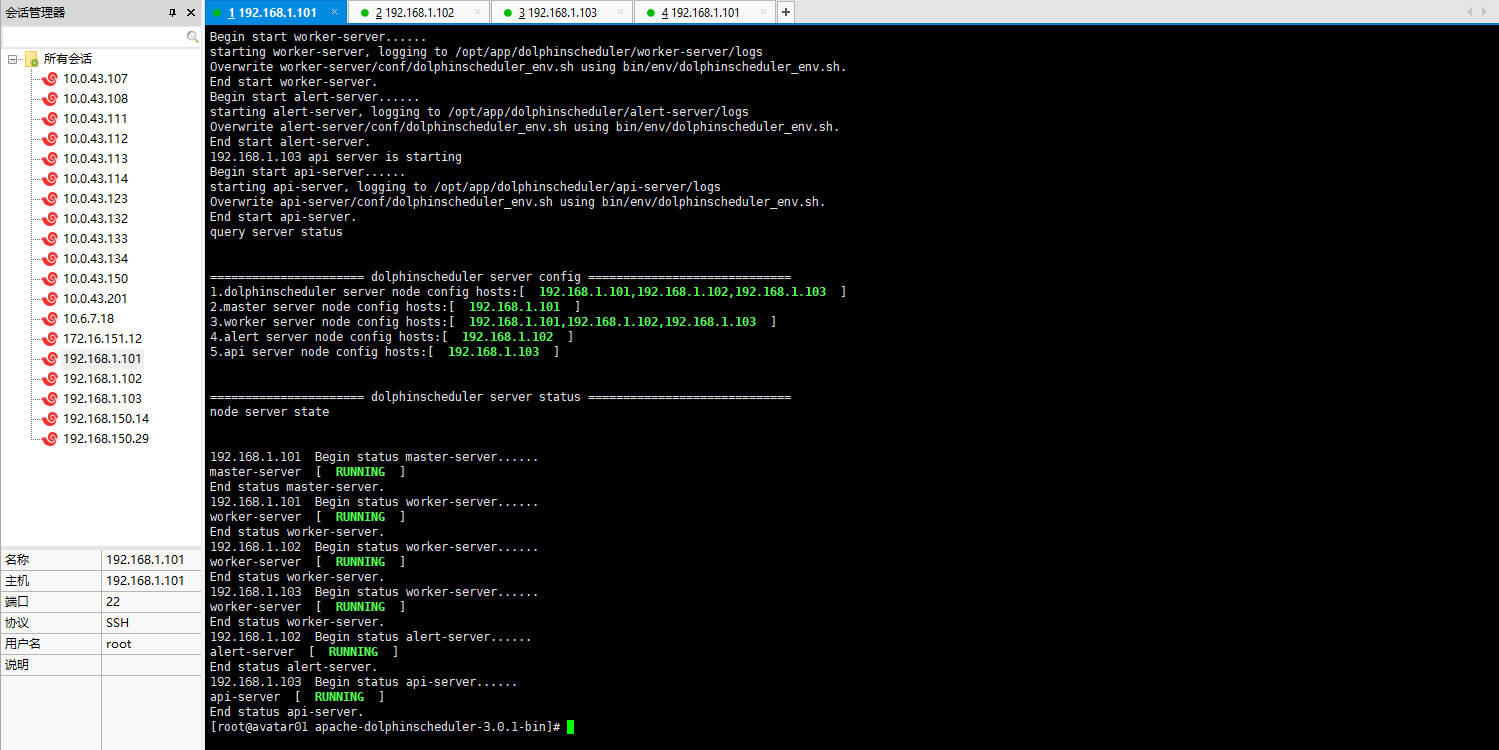 会话管理器
所有会话
10.0.43.107
10.0.43.108
10.0.43.111
10.0.43.112
10.0.43.113
10.0.43.114
10.0.43.123
10.0.43.132
10.0.43.133
10.0.43.134
10.0.43.150
10.0.43.201
10.6.7.18
172.16.151.12
192.168.1.101
192.168.1.102
192.168.1.103
192.168.150.14
192.168.150.29
名称 192.168.1.101
主机 192.168.1.101
端口 22
协议 SSH
用户名 root
说明
1 192.168.1.101 × 2 192.168.1.102 × 3 192.168.1.103 × 4 192.168.1.101 × +
Begin start worker-server......
starting worker-server, logging to /opt/app/dolphinscheduler/worker-server/logs
Overwrite worker-server/conf/dolphinscheduler_env.sh using bin/env/dolphinscheduler_env.sh.
End start worker-server.
Begin start alert-server......
starting alert-server, logging to /opt/app/dolphinscheduler/alert-server/logs
Overwrite alert-server/conf/dolphinscheduler_env.sh using bin/env/dolphinscheduler_env.sh.
End start alert-server.
192.168.1.103 api server is starting
Begin start api-server......
starting api-server, logging to /opt/app/dolphinscheduler/api-server/logs
Overwrite api-server/conf/dolphinscheduler_env.sh using bin/env/dolphinscheduler_env.sh.
End start api-server.
query server status
====================== dolphinscheduler server config =============================
1.dolphinscheduler server node config hosts:[  192.168.1.101,192.168.1.102,192.168.1.103  ]
2.master server node config hosts:[  192.168.1.101  ]
3.worker server node config hosts:[  192.168.1.101,192.168.1.102,192.168.1.103  ]
4.alert server node config hosts:[  192.168.1.102  ]
5.api server node config hosts:[  192.168.1.103  ]
====================== dolphinscheduler server status =============================
node server state
192.168.1.101  Begin status master-server......
master-server  [  RUNNING  ]
End status master-server.
192.168.1.101  Begin status worker-server......
worker-server  [  RUNNING  ]
End status worker-server.
192.168.1.102  Begin status worker-server......
worker-server  [  RUNNING  ]
End status worker-server.
192.168.1.103  Begin status worker-server......
worker-server  [  RUNNING  ]
End status worker-server.
192.168.1.102  Begin status alert-server......
alert-server  [  RUNNING  ]
End status alert-server.
192.168.1.103  Begin status api-server......
api-server  [  RUNNING  ]
End status api-server.
[root@avatar01 apache-dolphinscheduler-3.0.1-bin]#